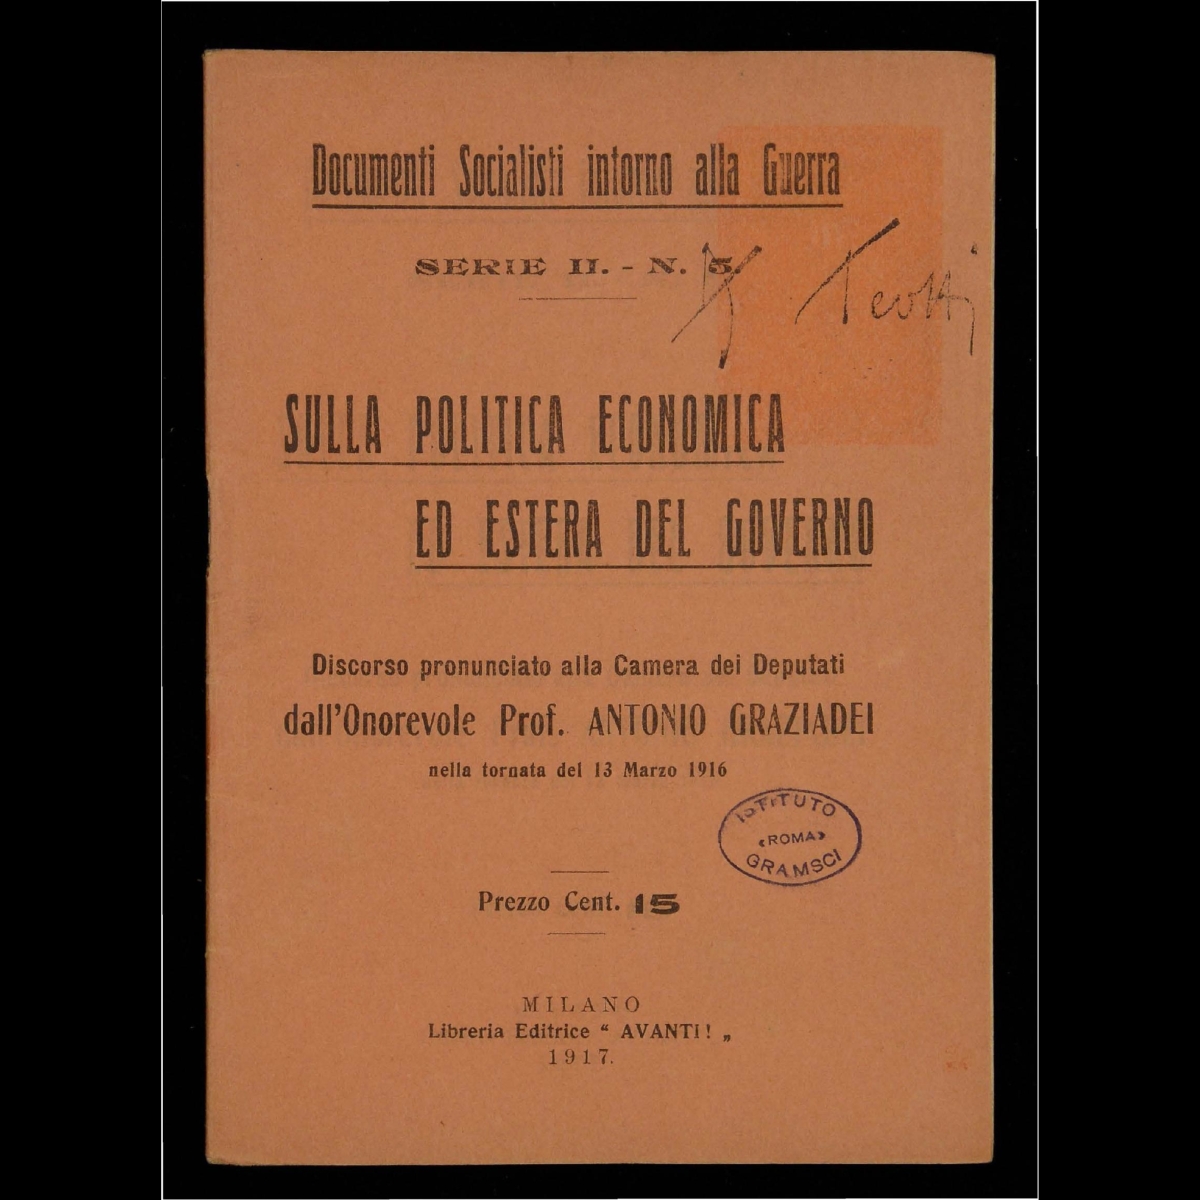 Documenti Socialisti intorno alla Guerra
SERIE II. - N. 5.
SULLA POLITICA ECONOMICA
ED ESTERA DEL GOVERNO
Discorso pronunciato alla Camera dei Deputati
dall'Onorevole Prof. ANTONIO GRAZIADEI
nella tornata del 13 Marzo 1916
ISTITUTO
«ROMA»
GRAMSCI
Prezzo Cent. 15
MILANO
Libreria Editrice “ AVANTI! „
1917.